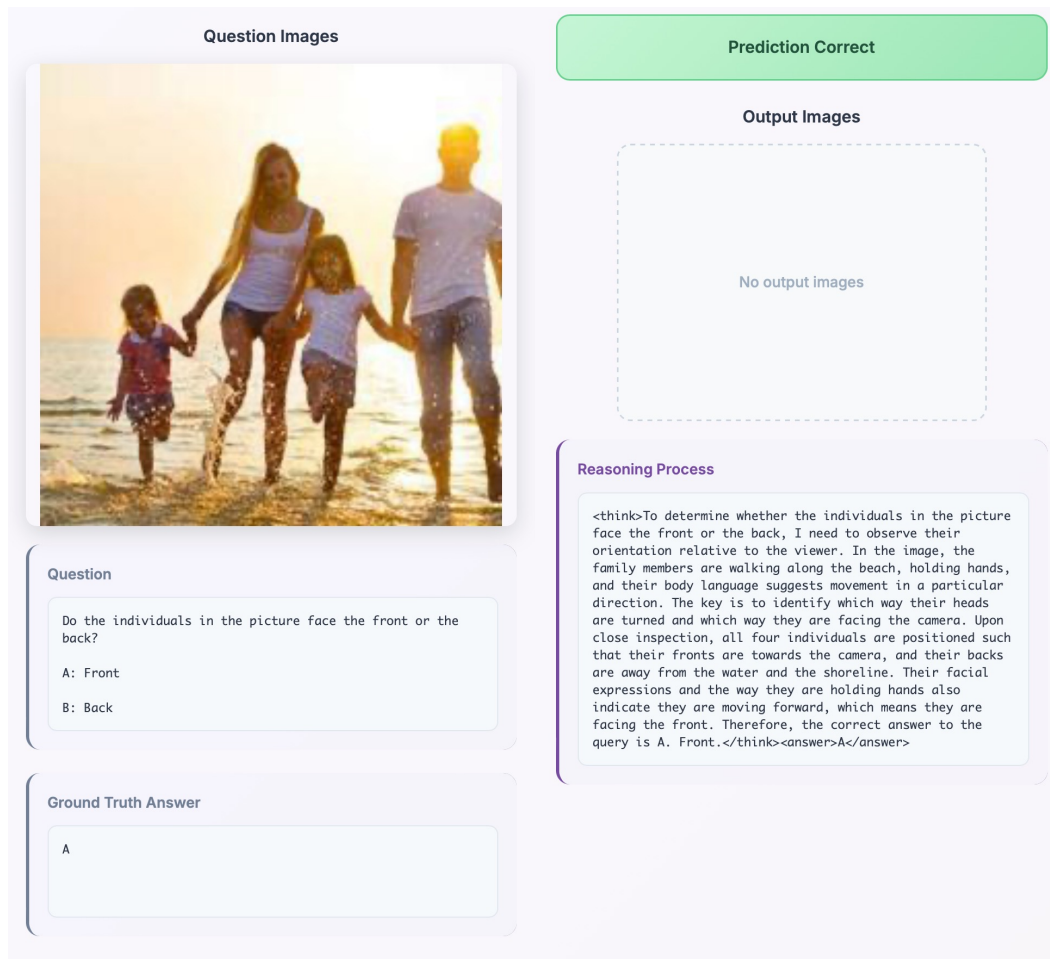 Question Images
Question
Do the individuals in the picture face the front or the
back?
A: Front
B: Back
Ground Truth Answer
A
Prediction Correct
Output Images
No output images
Reasoning Process
<think>To determine whether the individuals in the picture
face the front or the back, I need to observe their
orientation relative to the viewer. In the image, the
family members are walking along the beach, holding hands,
and their body language suggests movement in a particular
direction. The key is to identify which way their heads
are turned and which way they are facing the camera. Upon
close inspection, all four individuals are positioned such
that their fronts are towards the camera, and their backs
are away from the water and the shoreline. Their facial
expressions and the way they are holding hands also
indicate they are moving forward, which means they are
facing the front. Therefore, the correct answer to the
query is A. Front.</think><answer>A</answer>